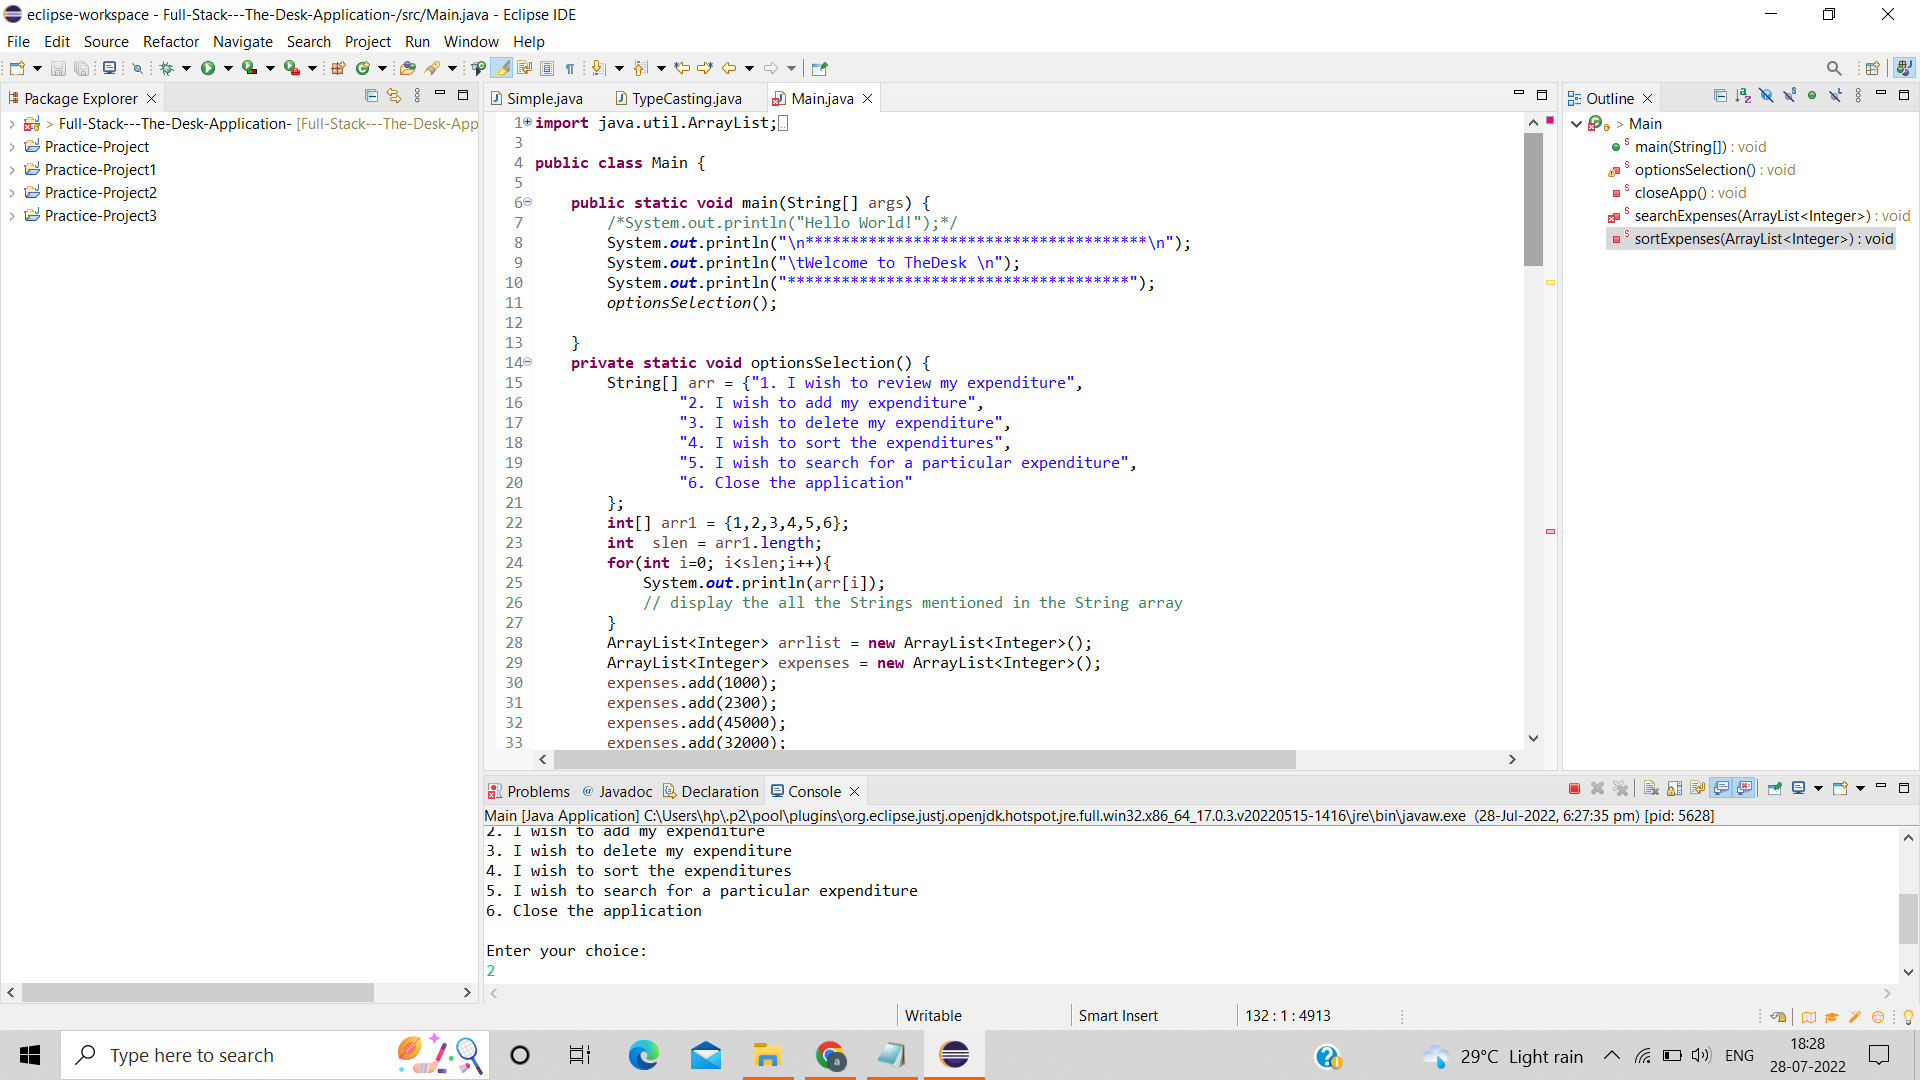 eclipse-workspace - Full-Stack---The-Desk-Application-/src/Main.java - Eclipse IDE
File Edit Source Refactor Navigate Search Project Run Window Help
Package Explorer
> Full-Stack---The-Desk-Application- [Full-Stack---The-Desk-App
Practice-Project
Practice-Project1
Practice-Project2
Practice-Project3
Simple.java TypeCasting.java Main.java
1 import java.util.ArrayList;
3
4 public class Main {
5
6 public static void main(String[] args) {
7 /*System.out.println("Hello World!");*/
8 System.out.println("\n**************************************\n");
9 System.out.println("\tWelcome to TheDesk \n");
10 System.out.println("**************************************");
11 optionsSelection();
12
13 }
14 private static void optionsSelection() {
15 String[] arr = {"1. I wish to review my expenditure",
16 "2. I wish to add my expenditure",
17 "3. I wish to delete my expenditure",
18 "4. I wish to sort the expenditures",
19 "5. I wish to search for a particular expenditure",
20 "6. Close the application"
21 };
22 int[] arr1 = {1,2,3,4,5,6};
23 int  slen = arr1.length;
24 for(int i=0; i<slen;i++){
25 System.out.println(arr[i]);
26 // display the all the Strings mentioned in the String array
27 }
28 ArrayList<Integer> arrlist = new ArrayList<Integer>();
29 ArrayList<Integer> expenses = new ArrayList<Integer>();
30 expenses.add(1000);
31 expenses.add(2300);
32 expenses.add(45000);
33 expenses.add(32000);
Outline
> Main
main(String[]) : void
optionsSelection() : void
closeApp() : void
searchExpenses(ArrayList<Integer>) : void
sortExpenses(ArrayList<Integer>) : void
Problems @ Javadoc Declaration Console
Main [Java Application] C:\Users\hp\.p2\pool\plugins\org.eclipse.justj.openjdk.hotspot.jre.full.win32.x86_64_17.0.3.v20220515-1416\jre\bin\javaw.exe (28-Jul-2022, 6:27:35 pm) [pid: 5628]
2. I wish to add my expenditure
3. I wish to delete my expenditure
4. I wish to sort the expenditures
5. I wish to search for a particular expenditure
6. Close the application
Enter your choice:
2
Writable Smart Insert 132 : 1 : 4913
Type here to search
29°C Light rain ENG
18:28
28-07-2022